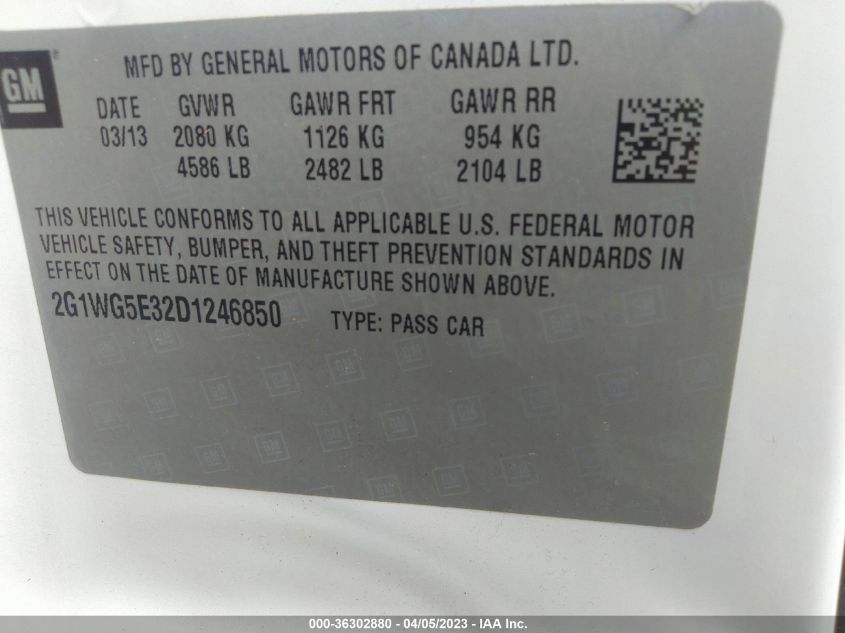 GM®
MFD BY GENERAL MOTORS OF CANADA LTD.
DATE GVWR GAWR FRT GAWR RR
03/13 2080 KG 1126 KG 954 KG
4586 LB 2482 LB 2104 LB
THIS VEHICLE CONFORMS TO ALL APPLICABLE U.S. FEDERAL MOTOR
VEHICLE SAFETY, BUMPER, AND THEFT PREVENTION STANDARDS IN
EFFECT ON THE DATE OF MANUFACTURE SHOWN ABOVE.
2G1WG5E32D1246850 TYPE: PASS CAR
000-36302880 - 04/05/2023 - IAA Inc.